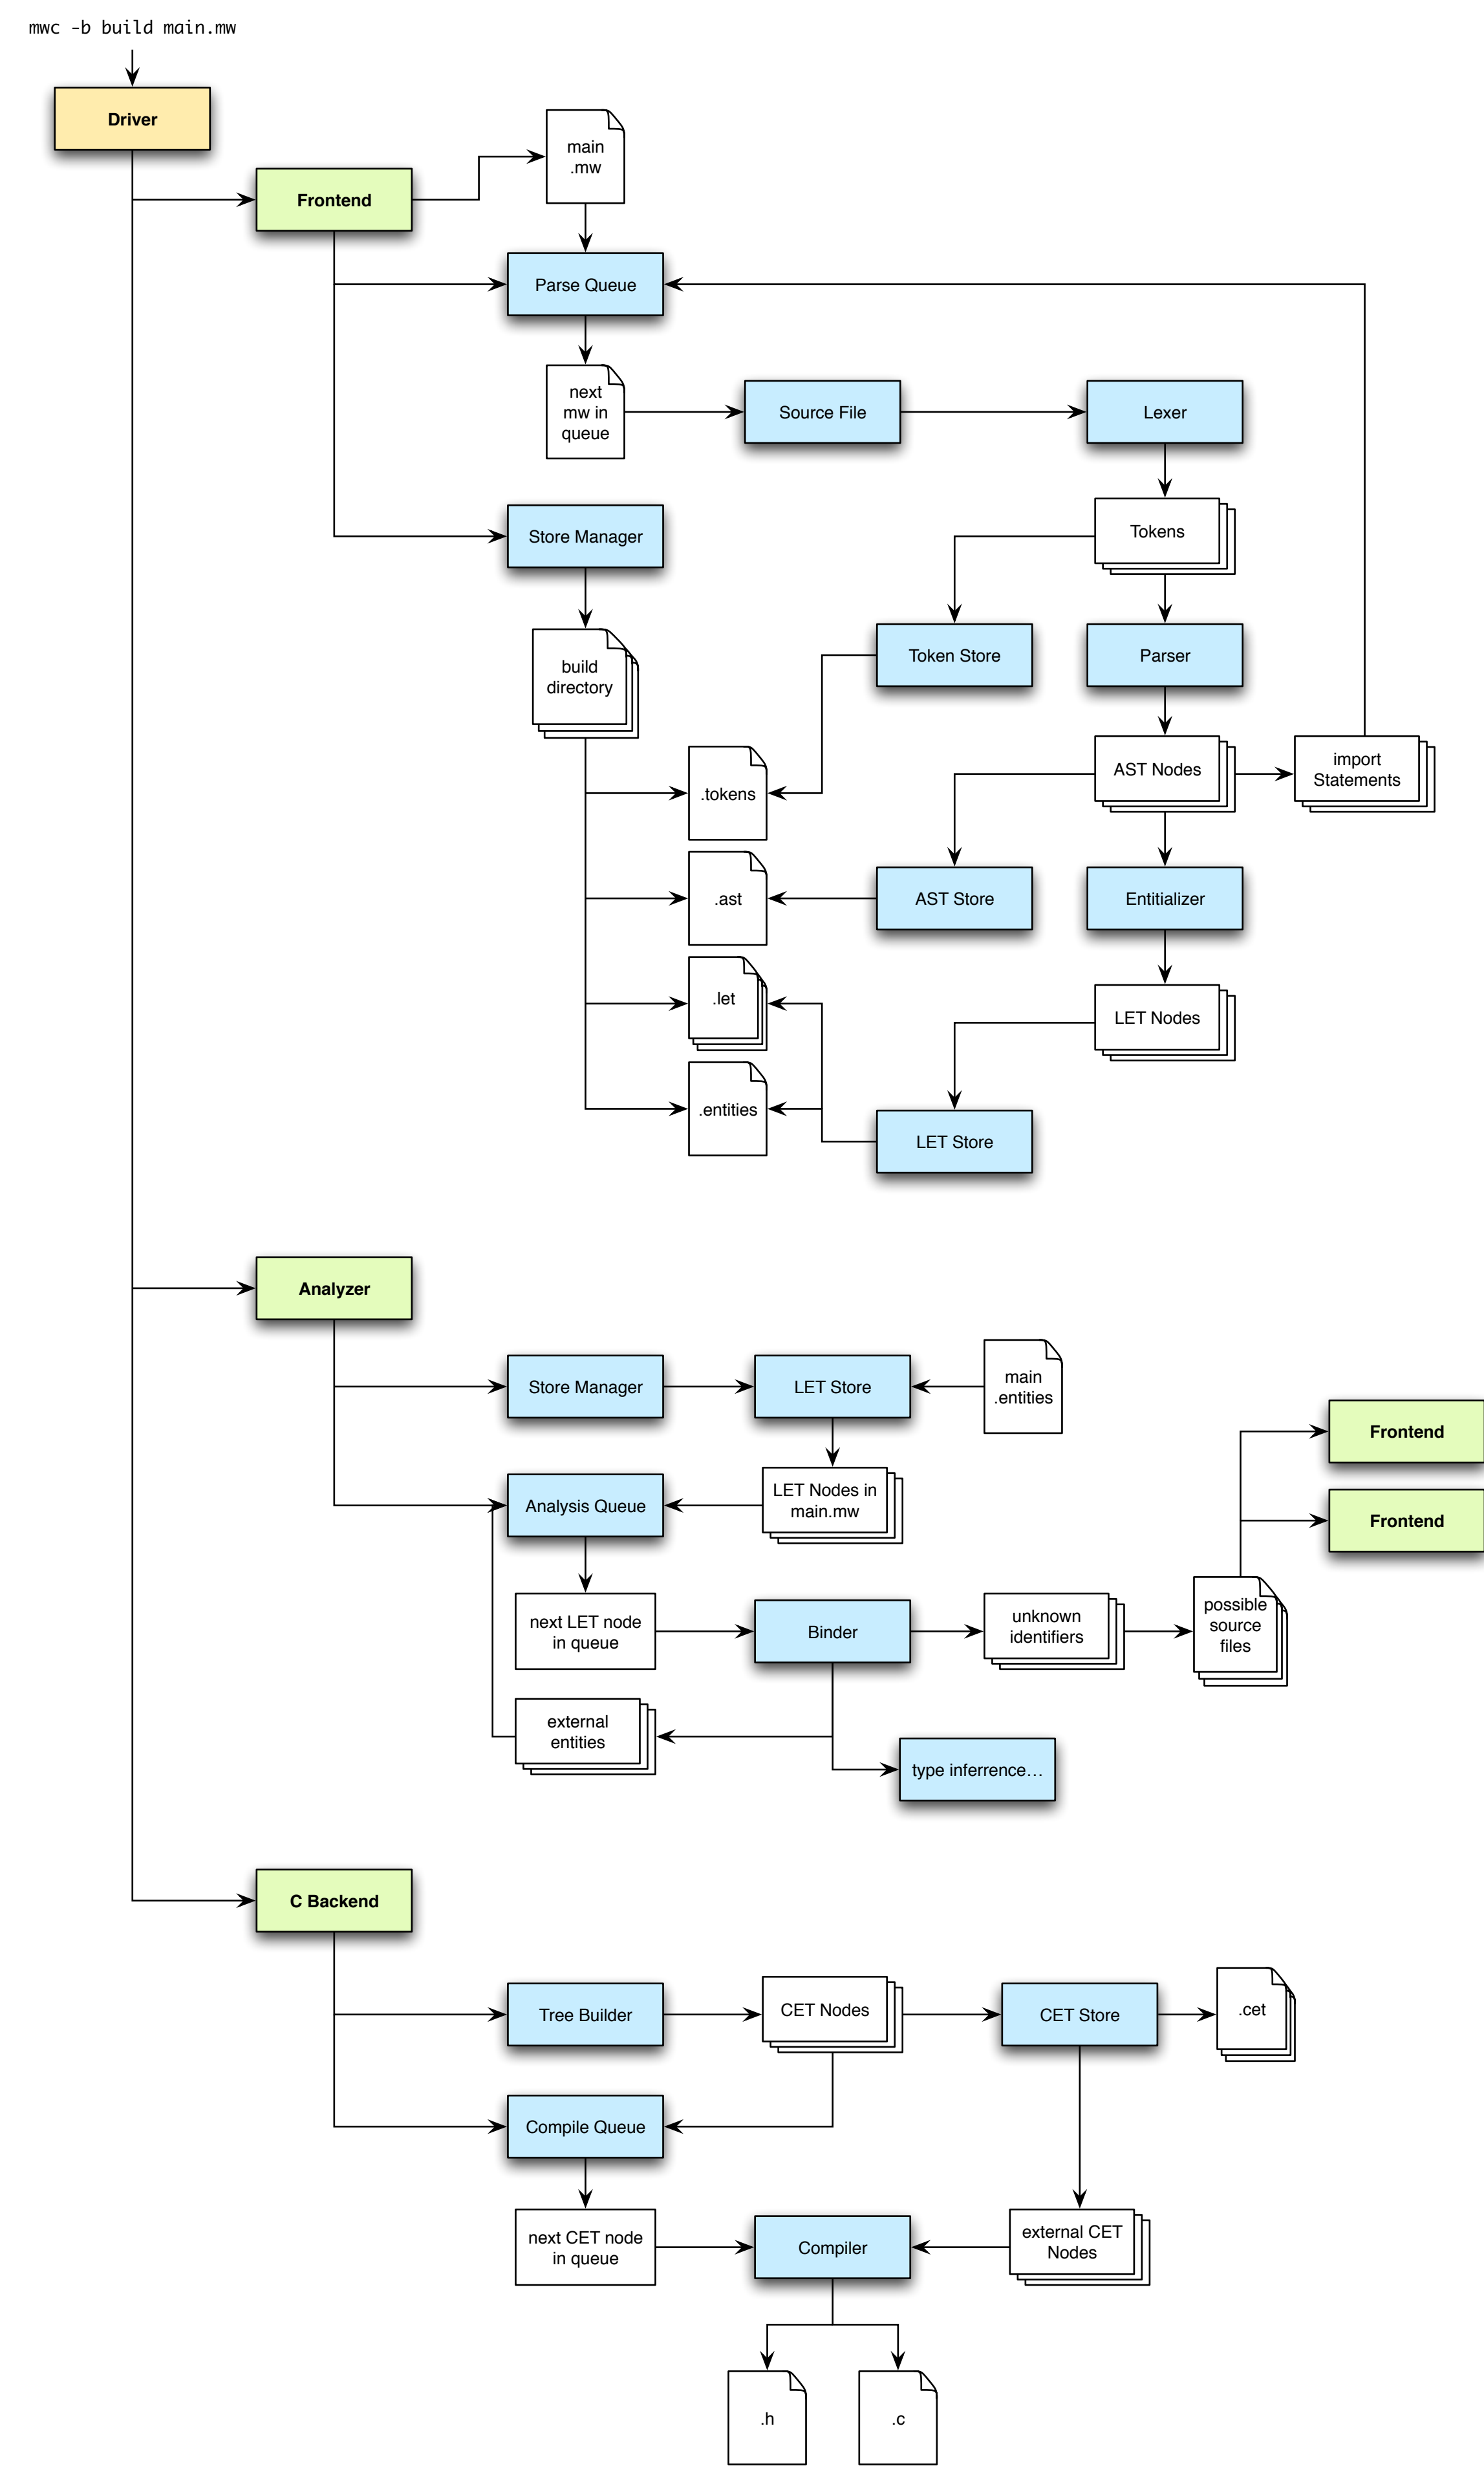 mwc -b build main.mw
Driver
Frontend
main
.mw
Parse Queue
next
mw in
queue
Source File
Lexer
Tokens
Store Manager
Token Store
Parser
build
directory
AST Nodes
import
Statements
.tokens
.ast
AST Store
Entitializer
.let
LET Nodes
.entities
LET Store
Analyzer
Store Manager
LET Store
main
.entities
Frontend
Analysis Queue
LET Nodes in
main.mw
Frontend
next LET node
in queue
Binder
unknown
identifiers
possible
source
files
external
entities
type inferrence…
C Backend
Tree Builder
CET Nodes
CET Store
.cet
Compile Queue
next CET node
in queue
Compiler
external CET
Nodes
.h
.c